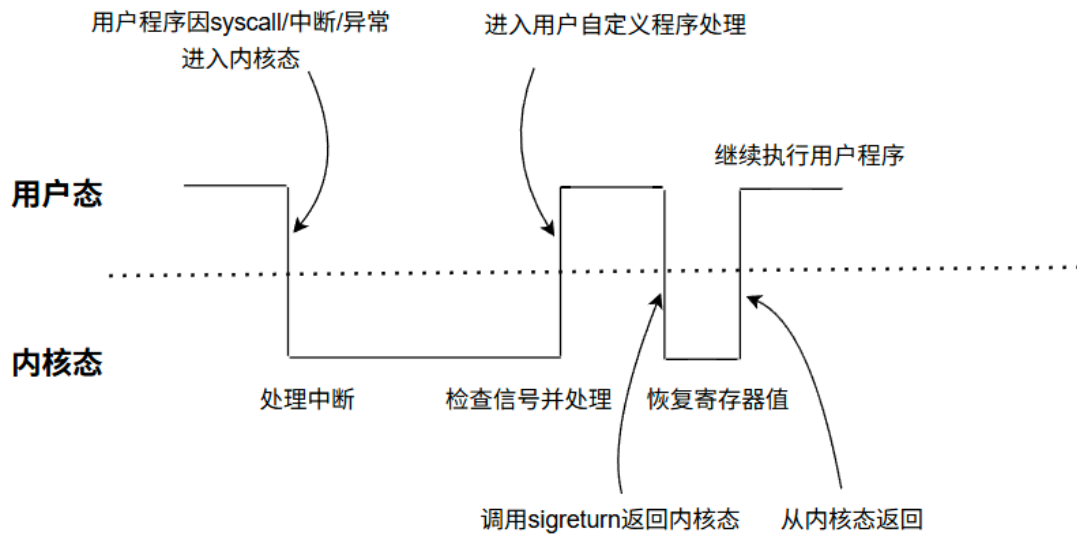 用户程序因syscall/中断/异常
进入内核态
进入用户自定义程序处理
继续执行用户程序
用户态
内核态
处理中断
检查信号并处理
恢复寄存器值
调用sigreturn返回内核态
从内核态返回